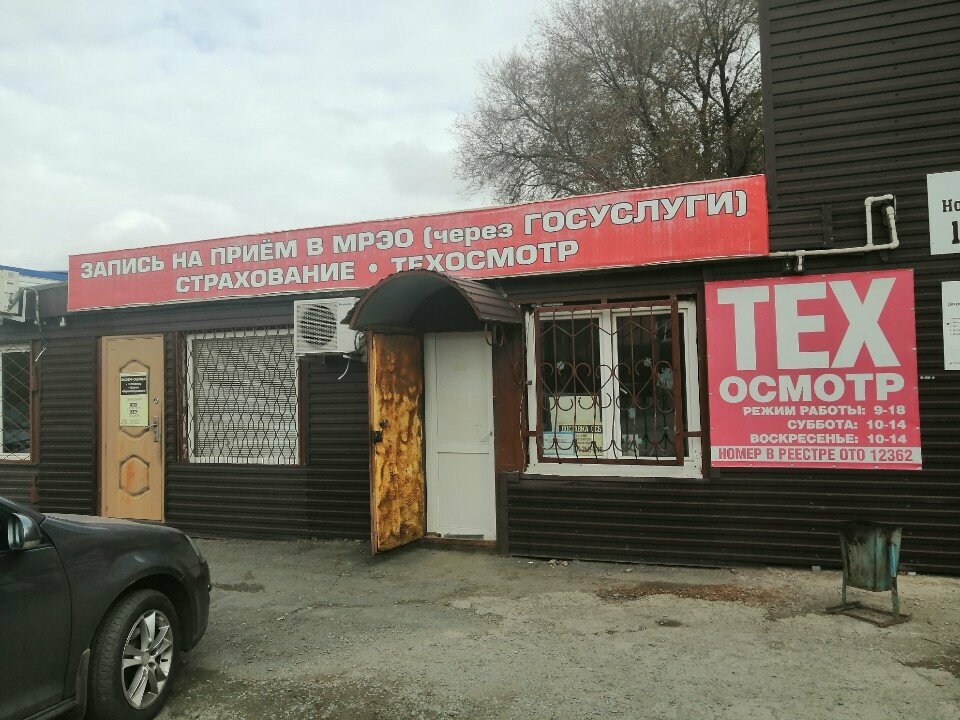 ЗАПИСЬ НА ПРИЁМ В МРЭО (через ГОСУСЛУГИ)
СТРАХОВАНИЕ • ТЕХОСМОТР
ТЕХ
ОСМОТР
РЕЖИМ РАБОТЫ: 9-18
СУББОТА: 10-14
ВОСКРЕСЕНЬЕ: 10-14
НОМЕР В РЕЕСТРЕ ОТО 12362
Но